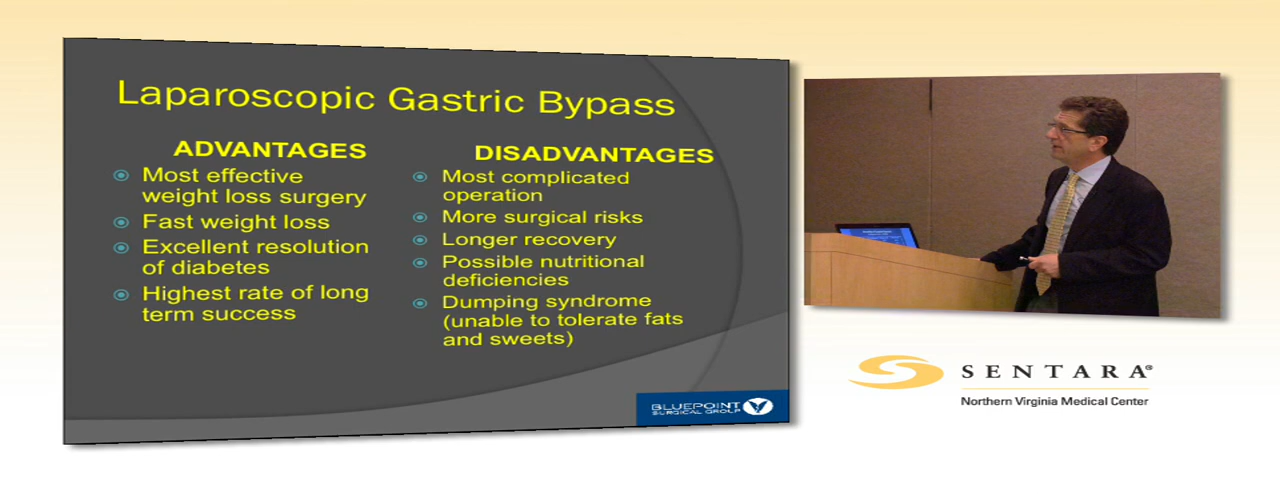 Laparoscopic Gastric Bypass
ADVANTAGES
Most effective
weight loss surgery
Fast weight loss
Excellent resolution
of diabetes
Highest rate of long
term success
DISADVANTAGES
Most complicated
operation
More surgical risks
Longer recovery
Possible nutritional
deficiencies
Dumping syndrome
(unable to tolerate fats
and sweets)
BLUEPOINT
SURGICAL GROUP
SENTARA®
Northern Virginia Medical Center